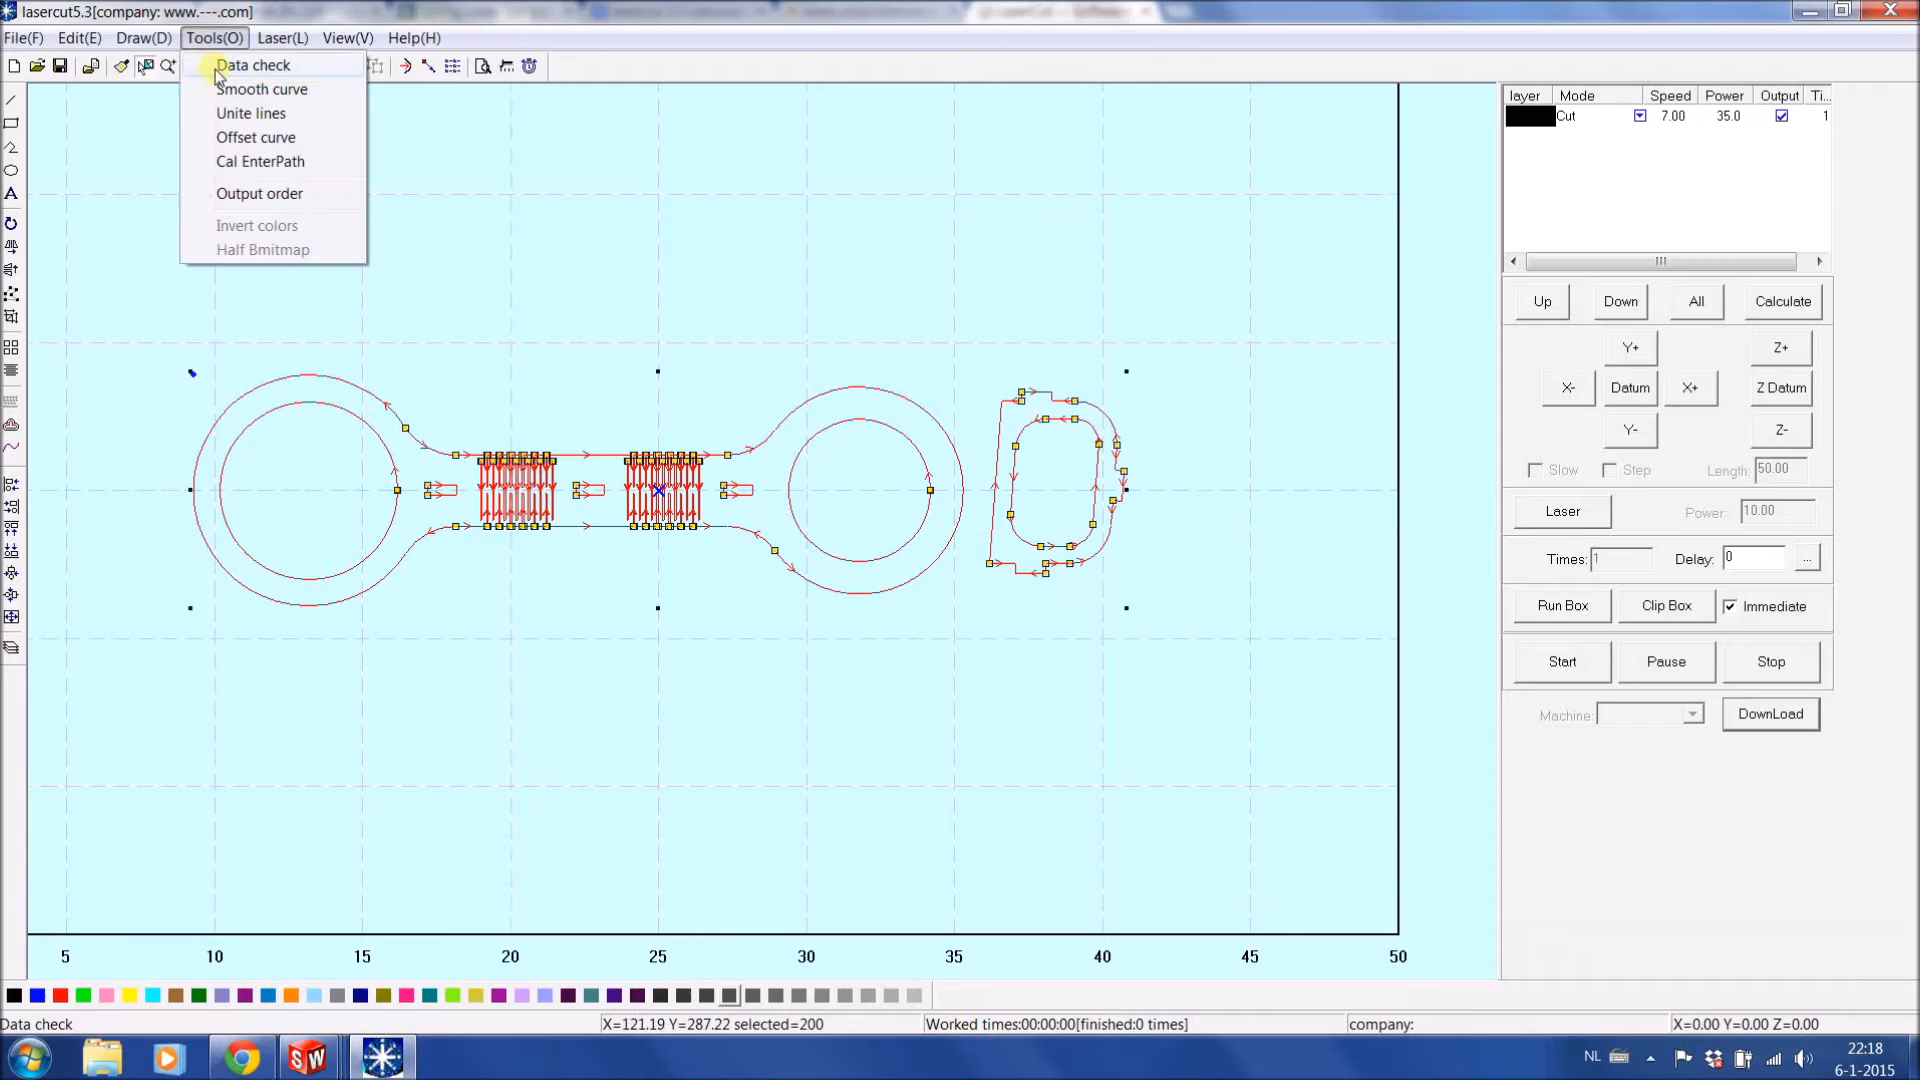 lasercut5.3[company: www.---.com]
File(F) Edit(E) Draw(D) Tools(O) Laser(L) View(V) Help(H)
Data check
Smooth curve
Unite lines
Offset curve
Cal EnterPath
Output order
Invert colors
Half Bmitmap
layer Mode Speed Power Output Ti...
Cut 7.00 35.0 1
Up Down All Calculate
Y+ Z+
X- Datum X+ Z Datum
Y- Z-
Slow Step Length: 50.00
Laser Power: 10.00
Times: 1 Delay: 0 ...
Run Box Clip Box Immediate
Start Pause Stop
Machine: DownLoad
5 10 15 20 25 30 35 40 45 50
Data check X=121.19 Y=287.22 selected=200 Worked times:00:00:00[finished:0 times] company: X=0.00 Y=0.00 Z=0.00
NL 22:18
6-1-2015